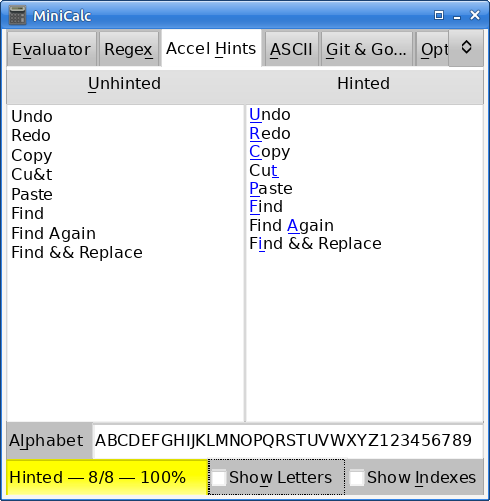 MiniCalc
Evaluator Regex Accel Hints ASCII Git & Go... Opt
Unhinted Hinted
Undo
Redo
Copy
Cu&t
Paste
Find
Find Again
Find && Replace
Undo
Redo
Copy
Cut
Paste
Find
Find Again
Find && Replace
Alphabet ABCDEFGHIJKLMNOPQRSTUVWXYZ123456789
Hinted — 8/8 — 100% Show Letters Show Indexes